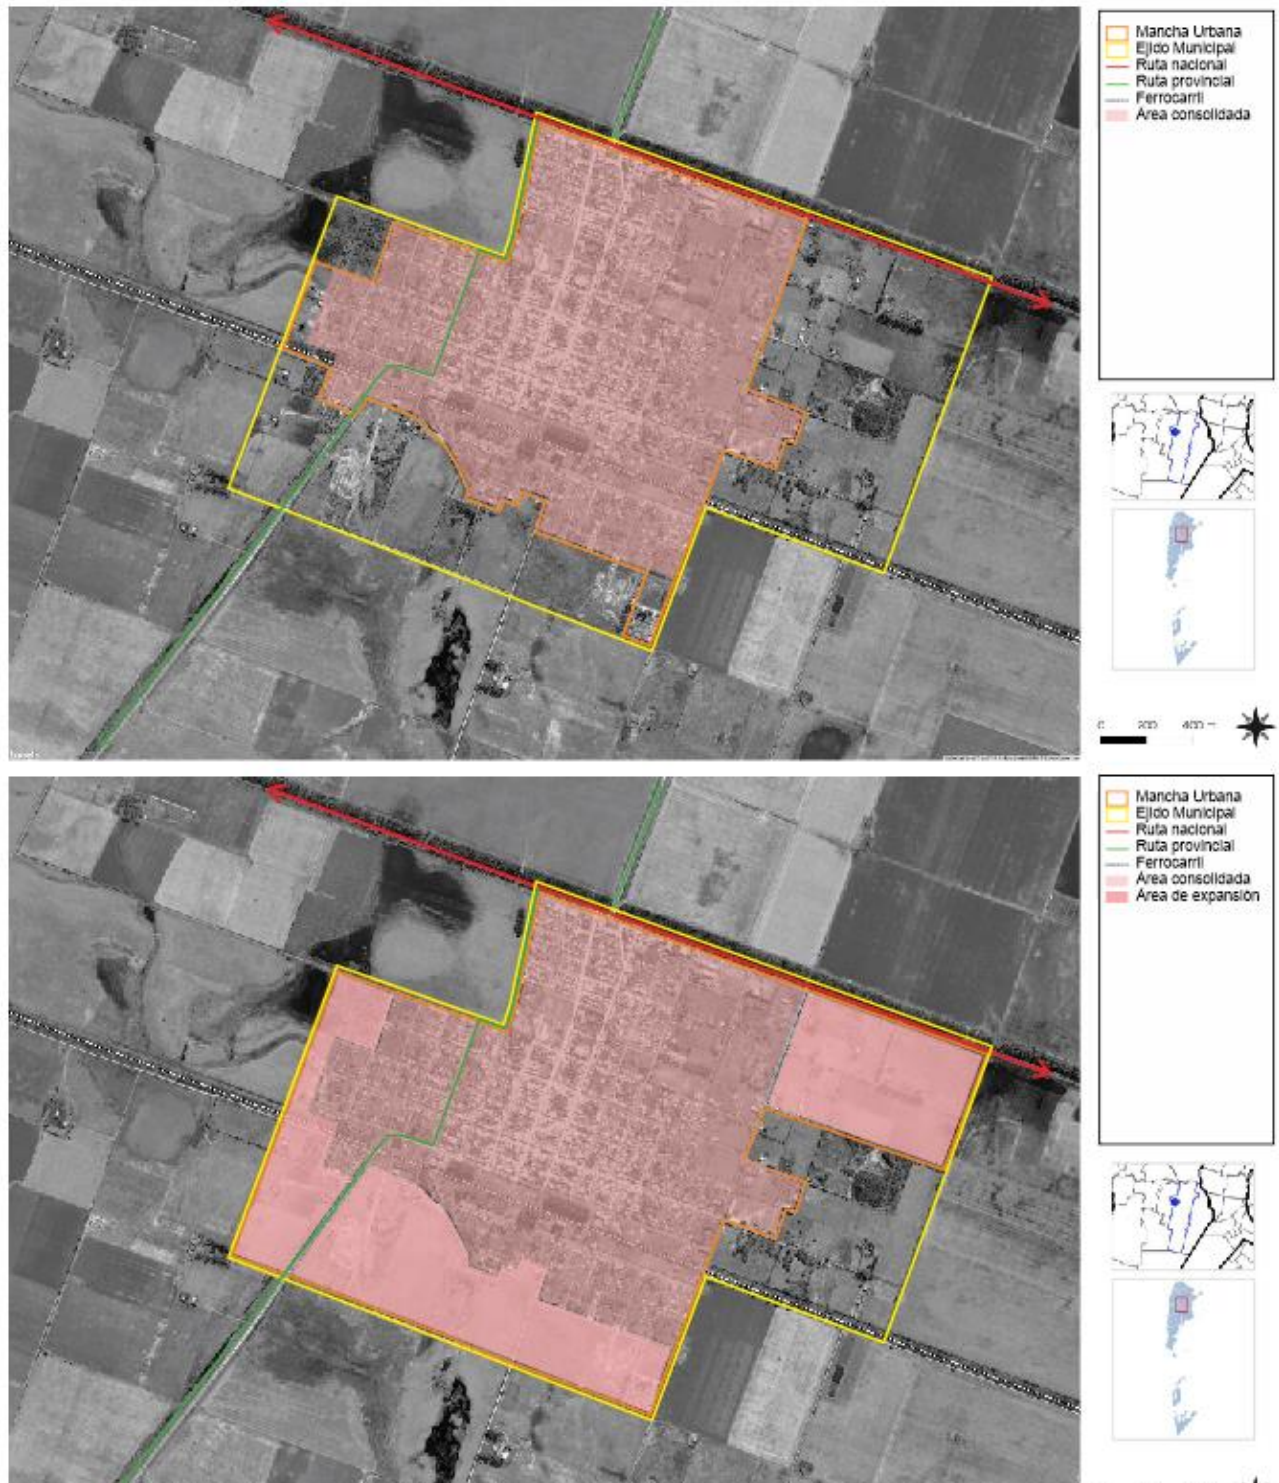 Mancha Urbana
Ejido Municipal
Ruta nacional
Ruta provincial
Ferrocarril
Área consolidada
0 200 400 m
Mancha Urbana
Ejido Municipal
Ruta nacional
Ruta provincial
Ferrocarril
Área consolidada
Área de expansión